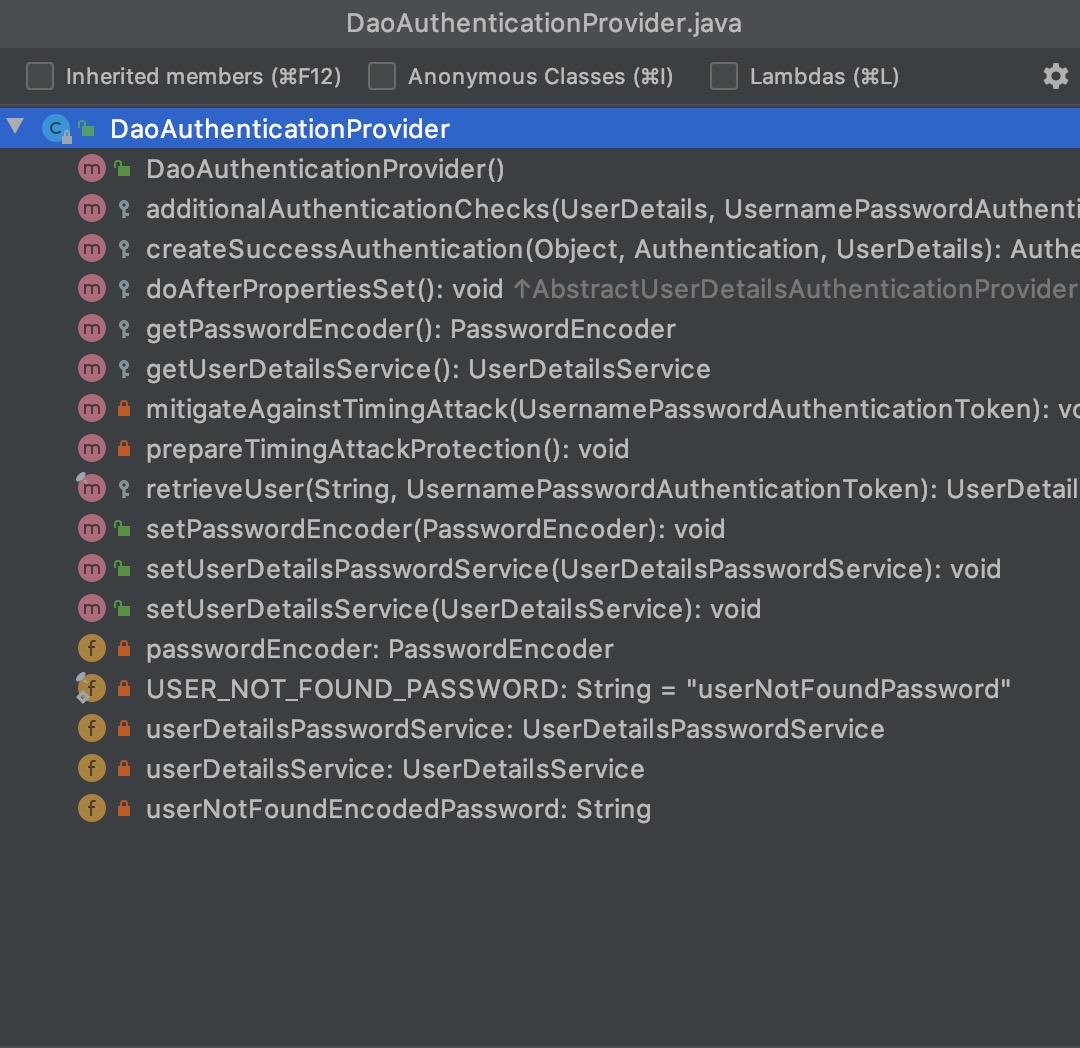 DaoAuthenticationProvider.java
Inherited members (⌘F12) Anonymous Classes (⌘I) Lambdas (⌘L)
C DaoAuthenticationProvider
m DaoAuthenticationProvider()
m additionalAuthenticationChecks(UserDetails, UsernamePasswordAuthenti
m createSuccessAuthentication(Object, Authentication, UserDetails): Authe
m doAfterPropertiesSet(): void ↑AbstractUserDetailsAuthenticationProvider
m getPasswordEncoder(): PasswordEncoder
m getUserDetailsService(): UserDetailsService
m mitigateAgainstTimingAttack(UsernamePasswordAuthenticationToken): vo
m prepareTimingAttackProtection(): void
m retrieveUser(String, UsernamePasswordAuthenticationToken): UserDetail
m setPasswordEncoder(PasswordEncoder): void
m setUserDetailsPasswordService(UserDetailsPasswordService): void
m setUserDetailsService(UserDetailsService): void
f passwordEncoder: PasswordEncoder
f USER_NOT_FOUND_PASSWORD: String = "userNotFoundPassword"
f userDetailsPasswordService: UserDetailsPasswordService
f userDetailsService: UserDetailsService
f userNotFoundEncodedPassword: String